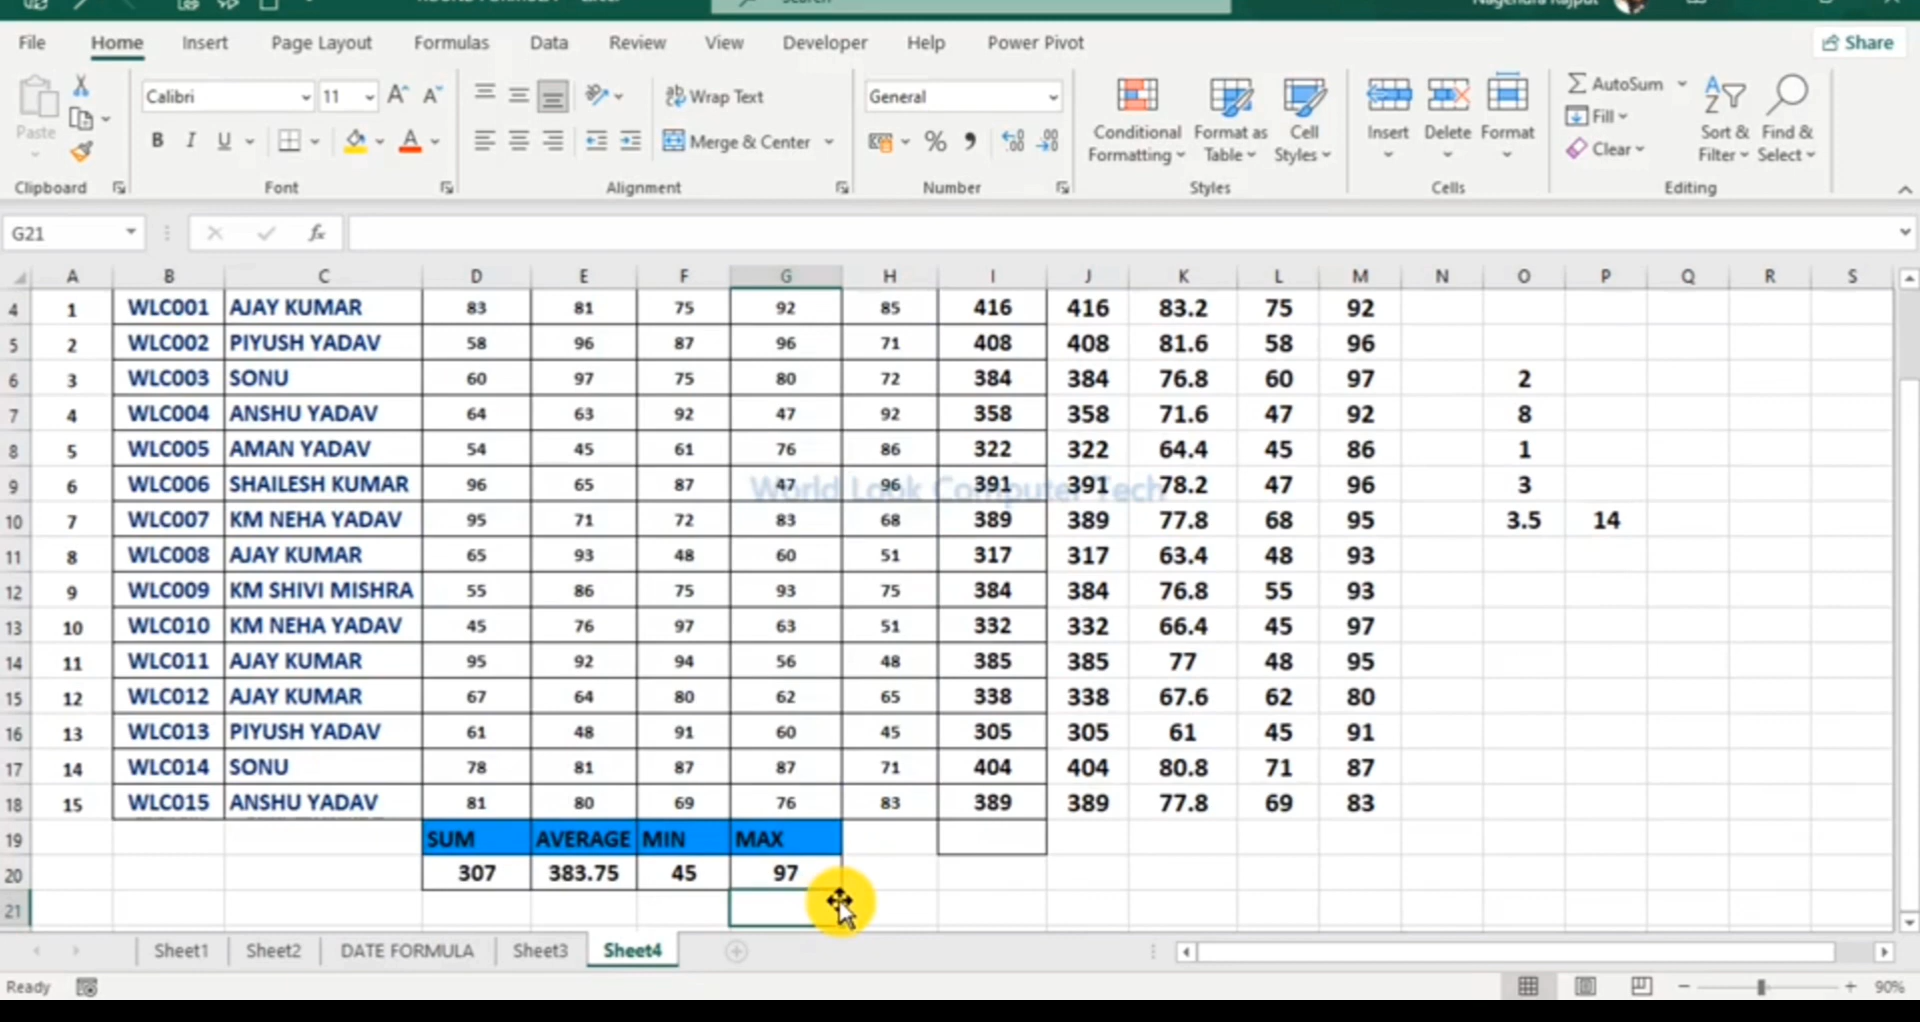 File Home Insert Page Layout Formulas Data Review View Developer Help Power Pivot Share
Calibri 11 Wrap Text General AutoSum
Paste Conditional Format as Cell Insert Delete Format Fill Sort & Find &
B I U Merge & Center % , Formatting Table Styles Clear Filter Select
Clipboard Font Alignment Number Styles Cells Editing
G21 fx
A B C D E F G H I J K L M N O P Q R S
4 1 WLC001 AJAY KUMAR 83 81 75 92 85 416 416 83.2 75 92
5 2 WLC002 PIYUSH YADAV 58 96 87 96 71 408 408 81.6 58 96
6 3 WLC003 SONU 60 97 75 80 72 384 384 76.8 60 97 2
7 4 WLC004 ANSHU YADAV 64 63 92 47 92 358 358 71.6 47 92 8
8 5 WLC005 AMAN YADAV 54 45 61 76 86 322 322 64.4 45 86 1
9 6 WLC006 SHAILESH KUMAR 96 65 87 47 96 391 391 78.2 47 96 3
World Look Computer Tech
10 7 WLC007 KM NEHA YADAV 95 71 72 83 68 389 389 77.8 68 95 3.5 14
11 8 WLC008 AJAY KUMAR 65 93 48 60 51 317 317 63.4 48 93
12 9 WLC009 KM SHIVI MISHRA 55 86 75 93 75 384 384 76.8 55 93
13 10 WLC010 KM NEHA YADAV 45 76 97 63 51 332 332 66.4 45 97
14 11 WLC011 AJAY KUMAR 95 92 94 56 48 385 385 77 48 95
15 12 WLC012 AJAY KUMAR 67 64 80 62 65 338 338 67.6 62 80
16 13 WLC013 PIYUSH YADAV 61 48 91 60 45 305 305 61 45 91
17 14 WLC014 SONU 78 81 87 87 71 404 404 80.8 71 87
18 15 WLC015 ANSHU YADAV 81 80 69 76 83 389 389 77.8 69 83
19 SUM AVERAGE MIN MAX
20 307 383.75 45 97
21
Sheet1 Sheet2 DATE FORMULA Sheet3 Sheet4
Ready 90%